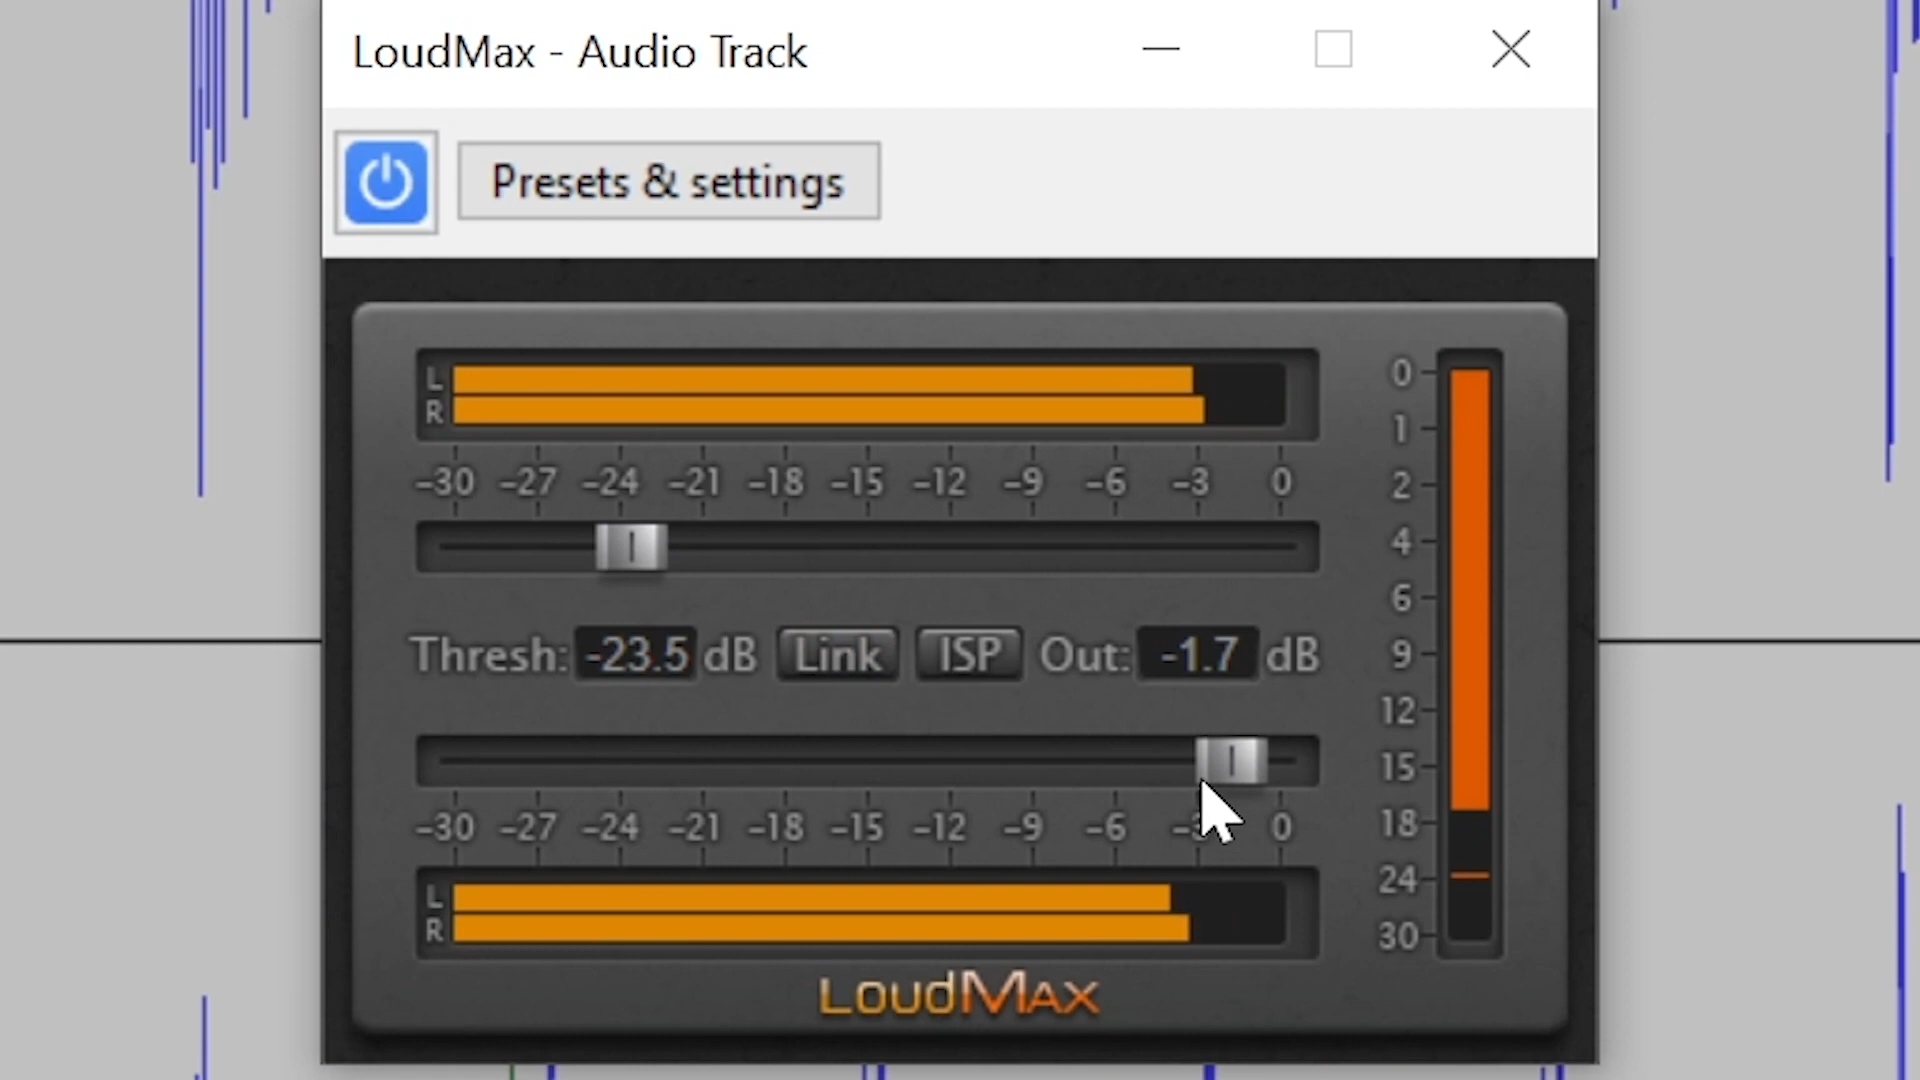 LoudMax - Audio Track
Presets & settings
L
R
-30 -27 -24 -21 -18 -15 -12 -9 -6 -3 0
Thresh: -23.5 dB Link ISP Out: -1.7 dB
-30 -27 -24 -21 -18 -15 -12 -9 -6 0
L
R
LOUDMAX
0
1
2
4
6
9
12
15
18
24
30